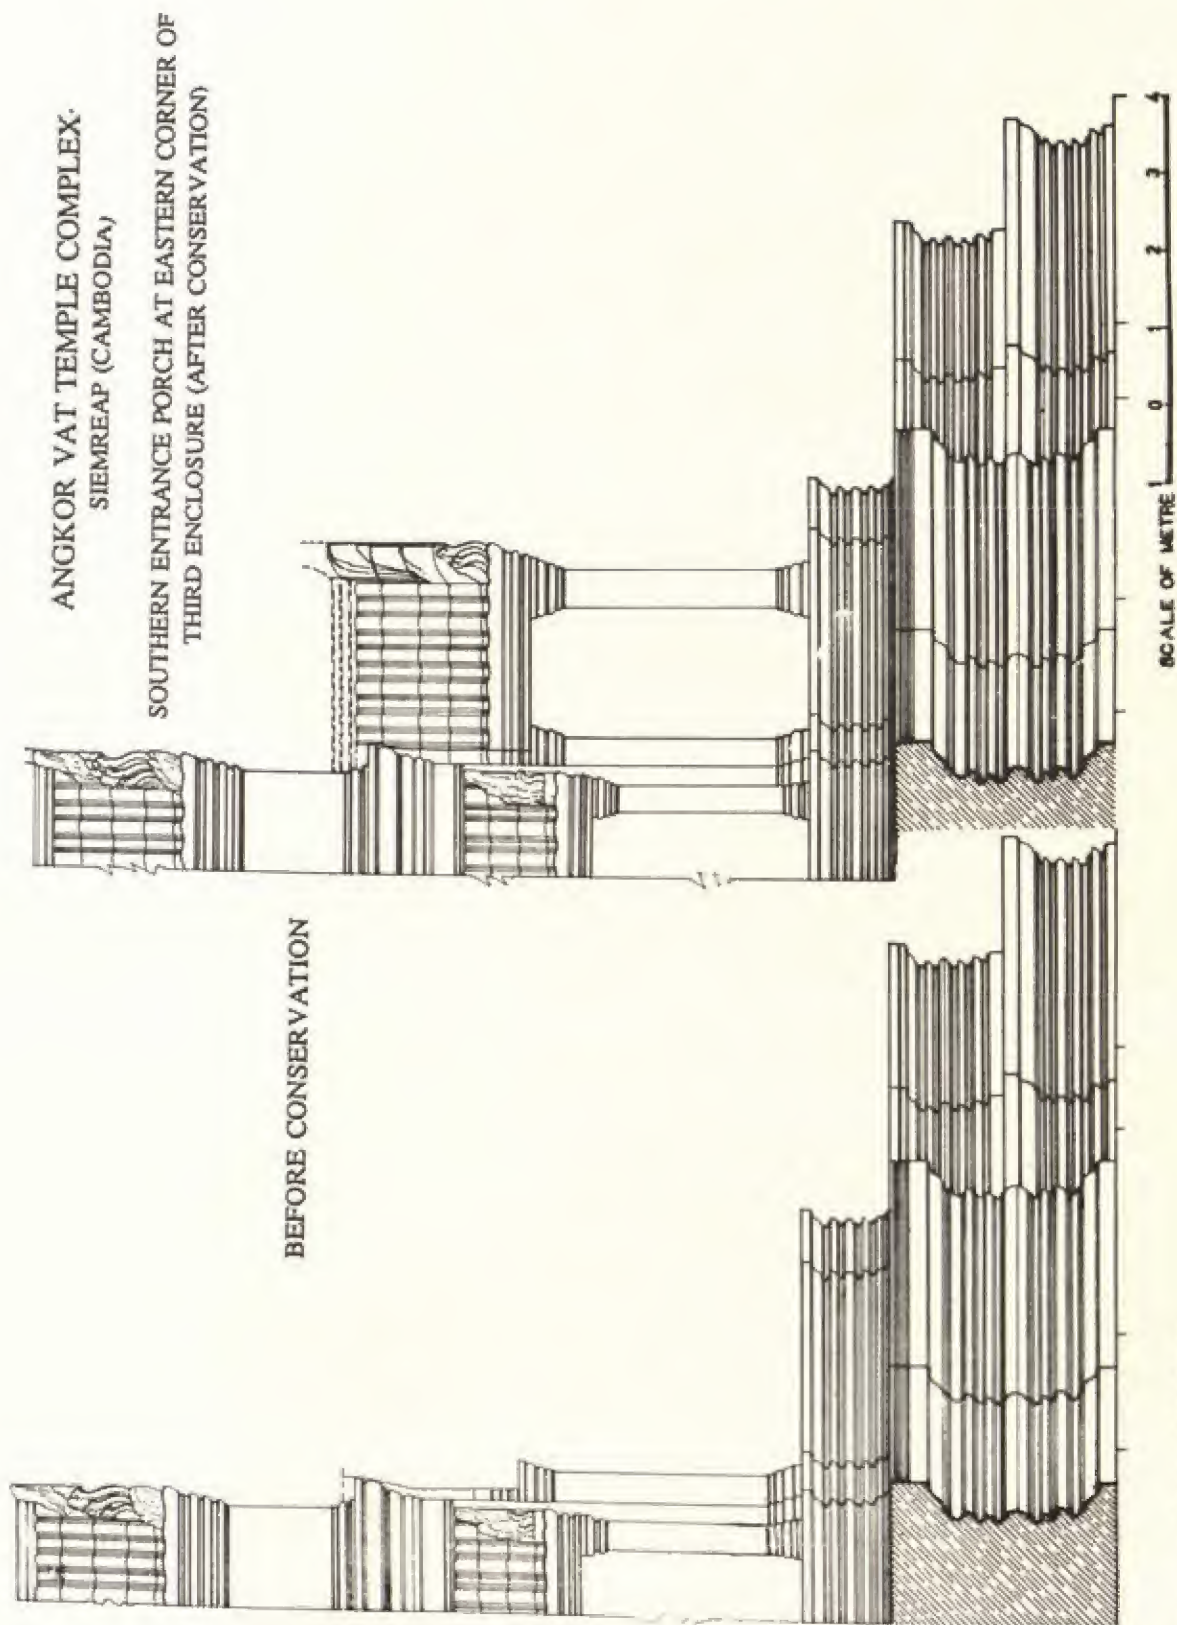 ANGKOR VAT TEMPLE COMPLEX.
SIEMREAP (CAMBODIA)
SOUTHERN ENTRANCE PORCH AT EASTERN CORNER OF
THIRD ENCLOSURE (AFTER CONSERVATION)
BEFORE CONSERVATION
1 0 1 2 3 4
SCALE OF METRE